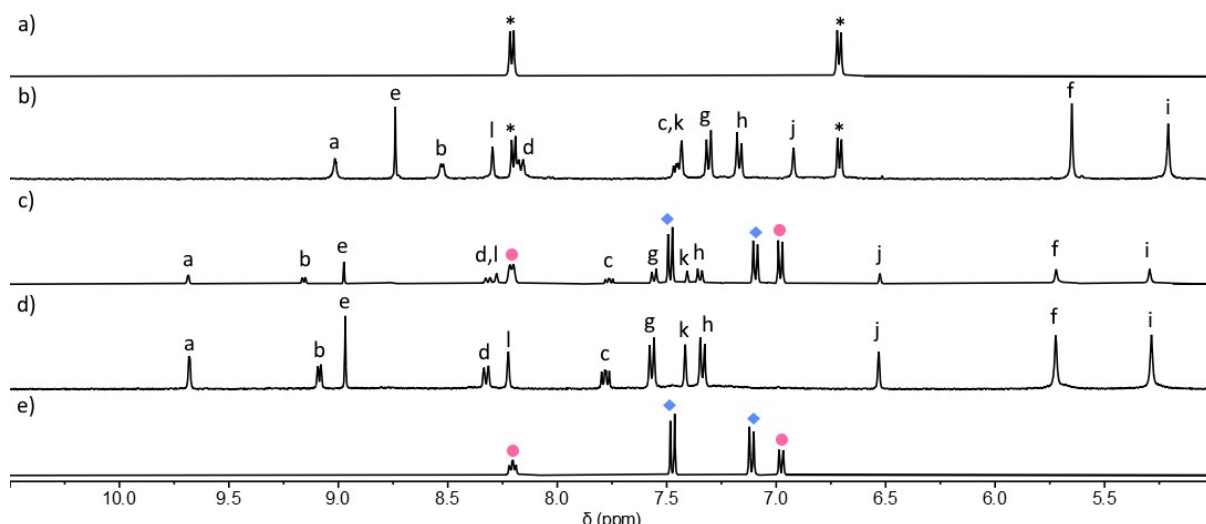 a)
* *
b)
a e b l * d c,k g h j * f i
c)
a b e d,l c g k h j f i
d)
a b e d l c g k h j f i
e)
10.0 9.5 9.0 8.5 8.0 7.5 7.0 6.5 6.0 5.5
δ (ppm)